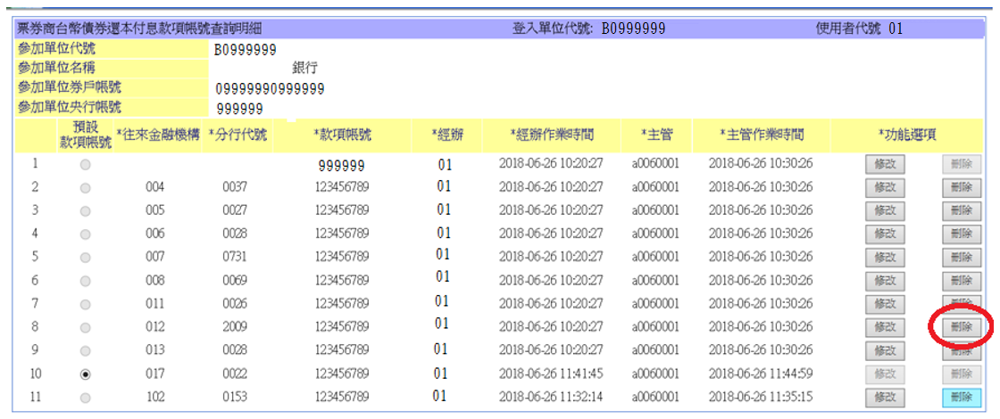 票券商台幣債券還本付息款項帳號查詢明細 登入單位代號: B0999999 使用者代號 01
參加單位代號 B0999999
參加單位名稱 銀行
參加單位券戶帳號 09999990999999
參加單位央行帳號 999999
預設款項帳號 *往來金融機構 *分行代號 *款項帳號 *經辦 *經辦作業時間 *主管 *主管作業時間 *功能選項
1 999999 01 2018-06-26 10:20:27 a0060001 2018-06-26 10:30:26 修改 刪除
2 004 0037 123456789 01 2018-06-26 10:20:27 a0060001 2018-06-26 10:30:26 修改 刪除
3 005 0027 123456789 01 2018-06-26 10:20:27 a0060001 2018-06-26 10:30:26 修改 刪除
4 006 0028 123456789 01 2018-06-26 10:20:27 a0060001 2018-06-26 10:30:26 修改 刪除
5 007 0731 123456789 01 2018-06-26 10:20:27 a0060001 2018-06-26 10:30:26 修改 刪除
6 008 0069 123456789 01 2018-06-26 10:20:27 a0060001 2018-06-26 10:30:26 修改 刪除
7 011 0026 123456789 01 2018-06-26 10:20:27 a0060001 2018-06-26 10:30:26 修改 刪除
8 012 2009 123456789 01 2018-06-26 10:20:27 a0060001 2018-06-26 10:30:26 修改 刪除
9 013 0028 123456789 01 2018-06-26 10:20:27 a0060001 2018-06-26 10:30:26 修改 刪除
10 017 0022 123456789 01 2018-06-26 11:41:45 a0060001 2018-06-26 11:44:59 修改 刪除
11 102 0153 123456789 01 2018-06-26 11:32:14 a0060001 2018-06-26 11:35:15 修改 刪除